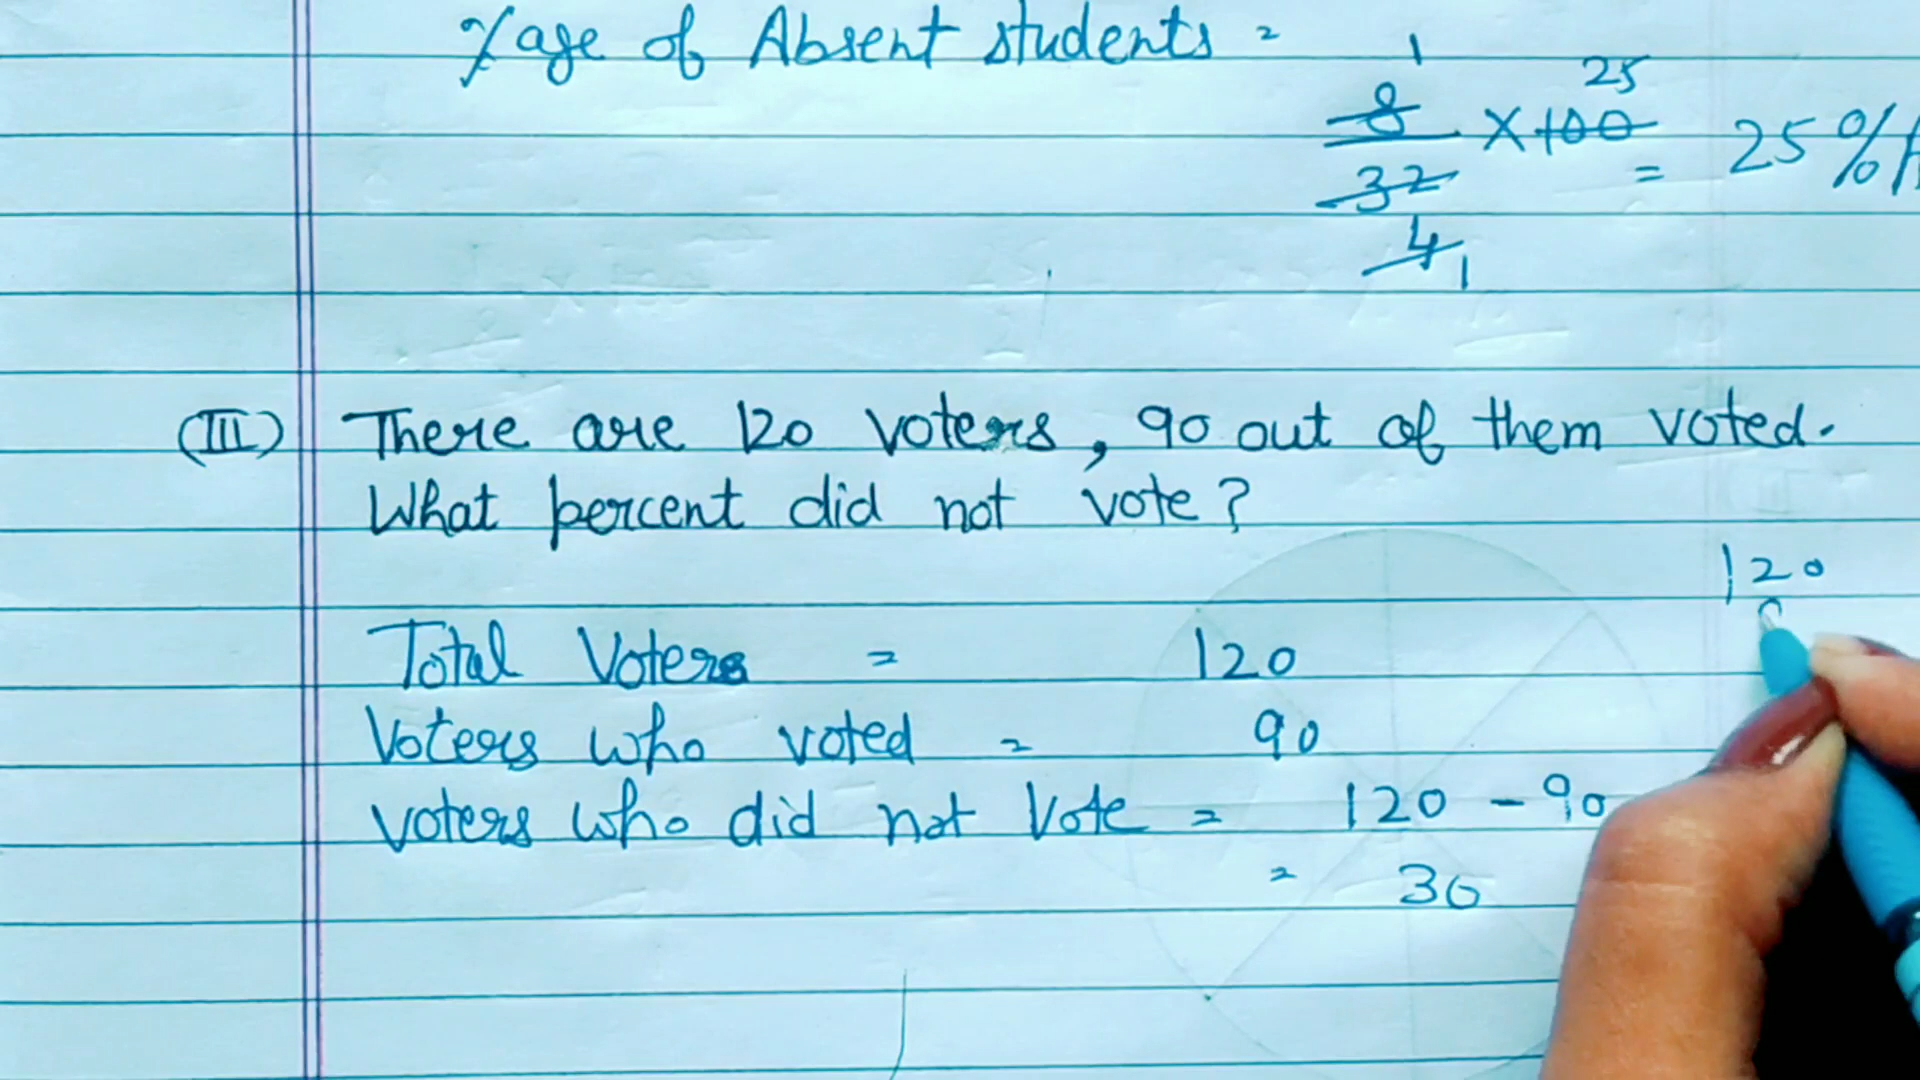 %age of Absent students =
1
25
8
× 100
= 25%
32
4
1
(III) There are 120 voters, 90 out of them voted.
What percent did not vote?
120
Total Voters = 120
Voters who voted = 90
Voters who did not Vote = 120 - 90
= 30